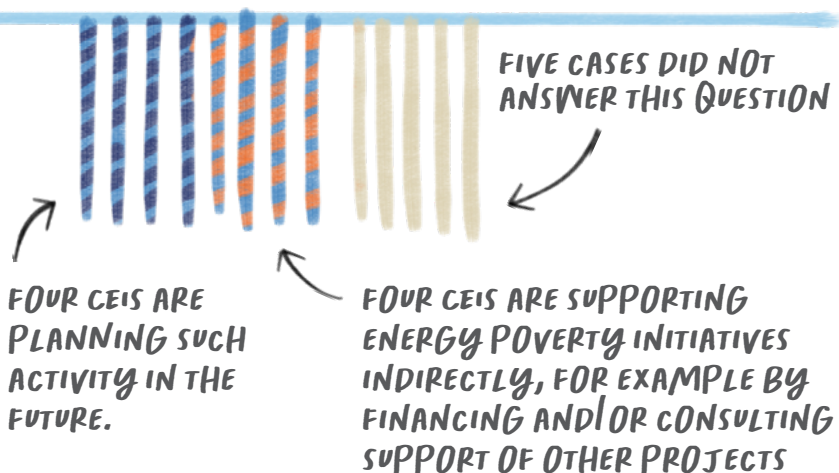 FIVE CASES DID NOT
ANSWER THIS QUESTION
FOUR CEIS ARE
PLANNING SUCH
ACTIVITY IN THE
FUTURE.
FOUR CEIS ARE SUPPORTING
ENERGY POVERTY INITIATIVES
INDIRECTLY, FOR EXAMPLE BY
FINANCING AND/OR CONSULTING
SUPPORT OF OTHER PROJECTS